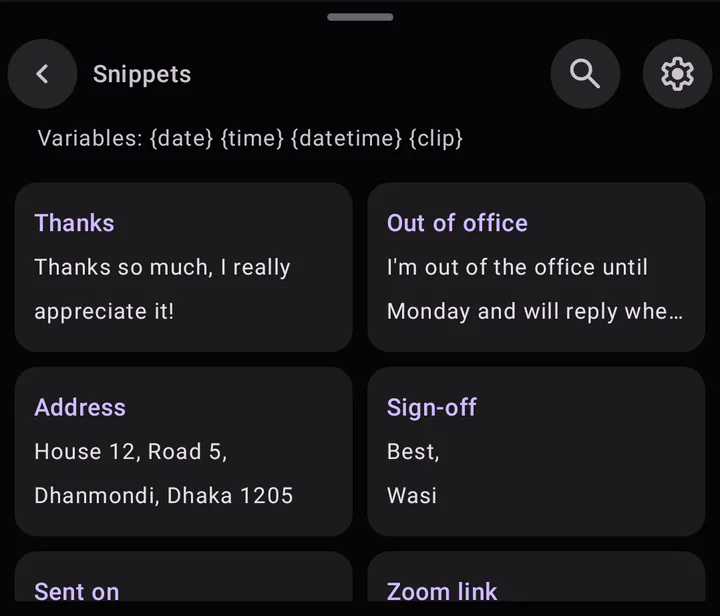 Snippets
Variables: {date} {time} {datetime} {clip}
Thanks
Thanks so much, I really
appreciate it!
Out of office
I'm out of the office until
Monday and will reply whe…
Address
House 12, Road 5,
Dhanmondi, Dhaka 1205
Sign-off
Best,
Wasi
Sent on
Zoom link